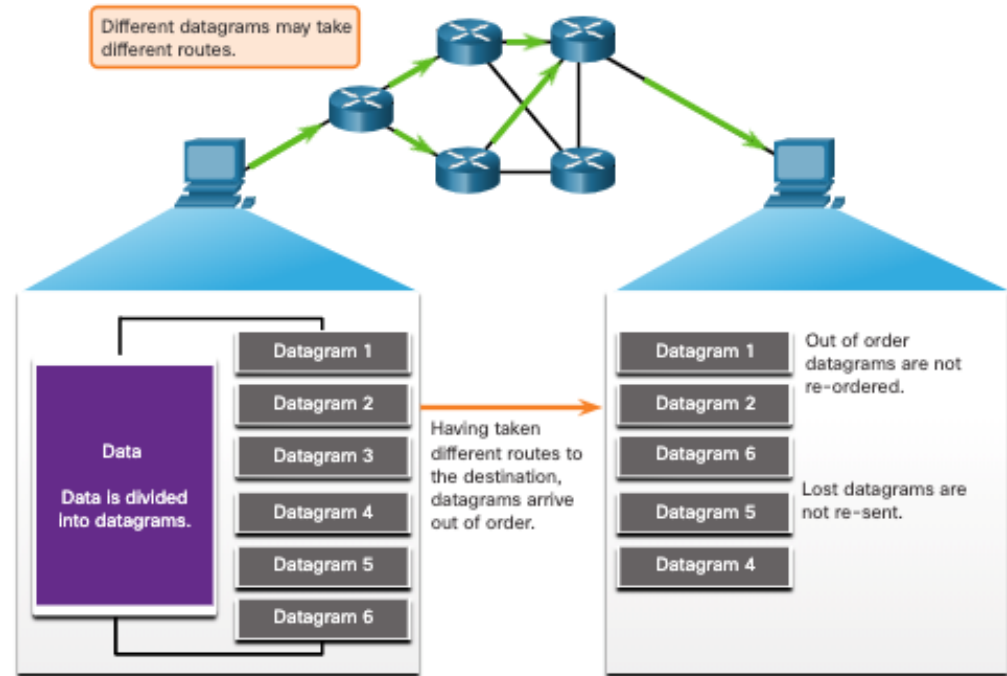 Different datagrams may take
different routes.
Data
Data is divided
into datagrams.
Datagram 1
Datagram 2
Datagram 3
Datagram 4
Datagram 5
Datagram 6
Having taken
different routes to
the destination,
datagrams arrive
out of order.
Datagram 1
Datagram 2
Datagram 6
Datagram 5
Datagram 4
Out of order
datagrams are not
re-ordered.
Lost datagrams are
not re-sent.